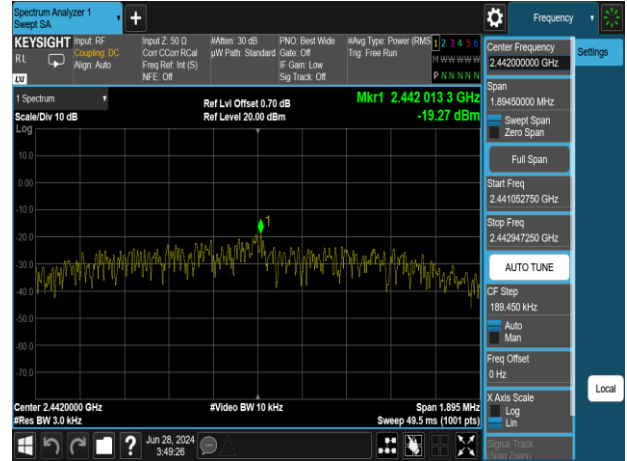 Spectrum Analyzer 1
Swept SA
+
Frequency
KEYSIGHT
RL
LXI
Input: RF
Coupling: DC
Align: Auto
Input Z: 50 Ω
Corr CCorr RCal
Freq Ref: Int (S)
NFE: Off
#Atten: 30 dB
µW Path: Standard
PNO: Best Wide
Gate: Off
IF Gain: Low
Sig Track: Off
#Avg Type: Power (RMS
Trig: Free Run
1 2 3 4 5 6
M W W W W W
P N N N N N
1 Spectrum
Scale/Div 10 dB
Ref Lvl Offset 0.70 dB
Ref Level 20.00 dBm
Mkr1 2.442 013 3 GHz
-19.27 dBm
Log
10.0
0.00
-10.0
-20.0
-30.0
-40.0
-50.0
-60.0
-70.0
1
Center 2.4420000 GHz
#Res BW 3.0 kHz
#Video BW 10 kHz
Span 1.895 MHz
Sweep 49.5 ms (1001 pts)
?
Jun 28, 2024
3:49:26
Center Frequency
2.442000000 GHz
Span
1.89450000 MHz
Swept Span
Zero Span
Full Span
Start Freq
2.441052750 GHz
Stop Freq
2.442947250 GHz
AUTO TUNE
CF Step
189.450 kHz
Auto
Man
Freq Offset
0 Hz
X Axis Scale
Log
Lin
Signal Track
(Span Zoom)
Settings
Local